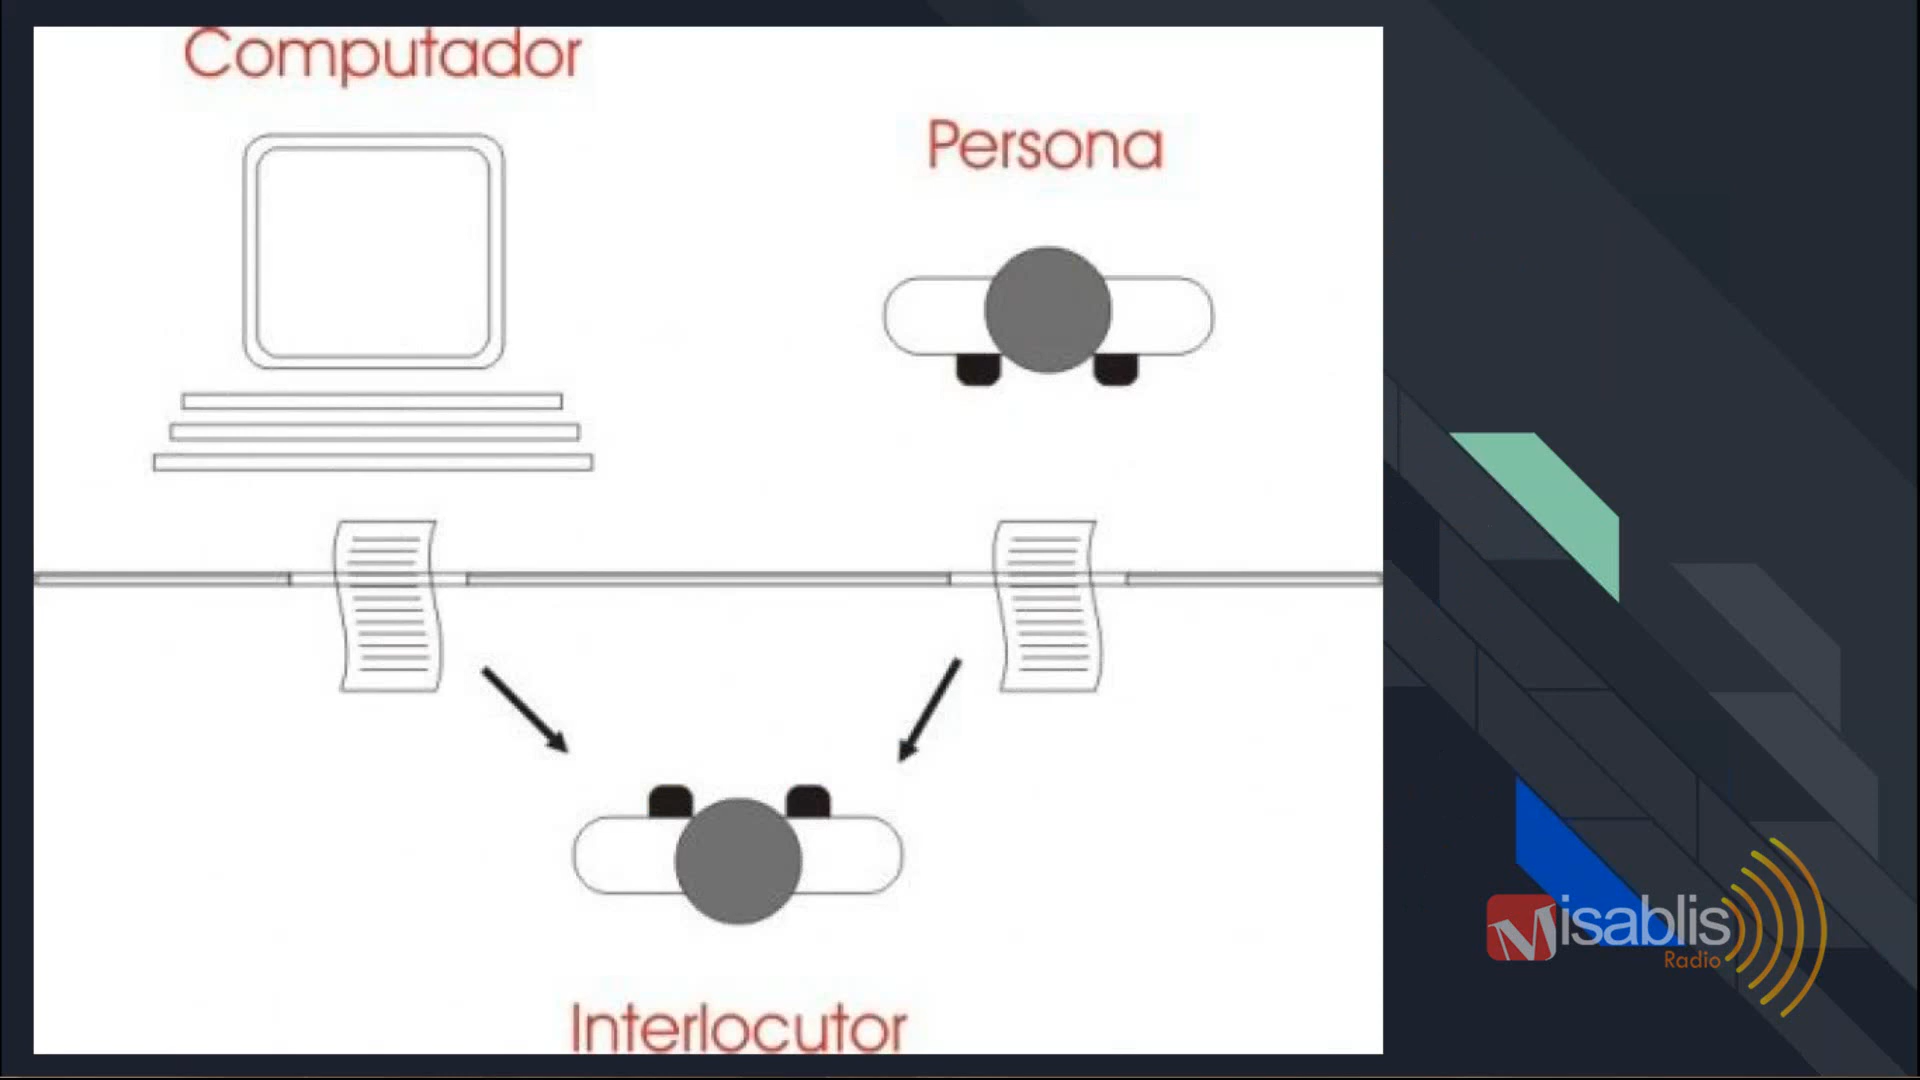 Computador
Persona
Interlocutor
Misablis
Radio